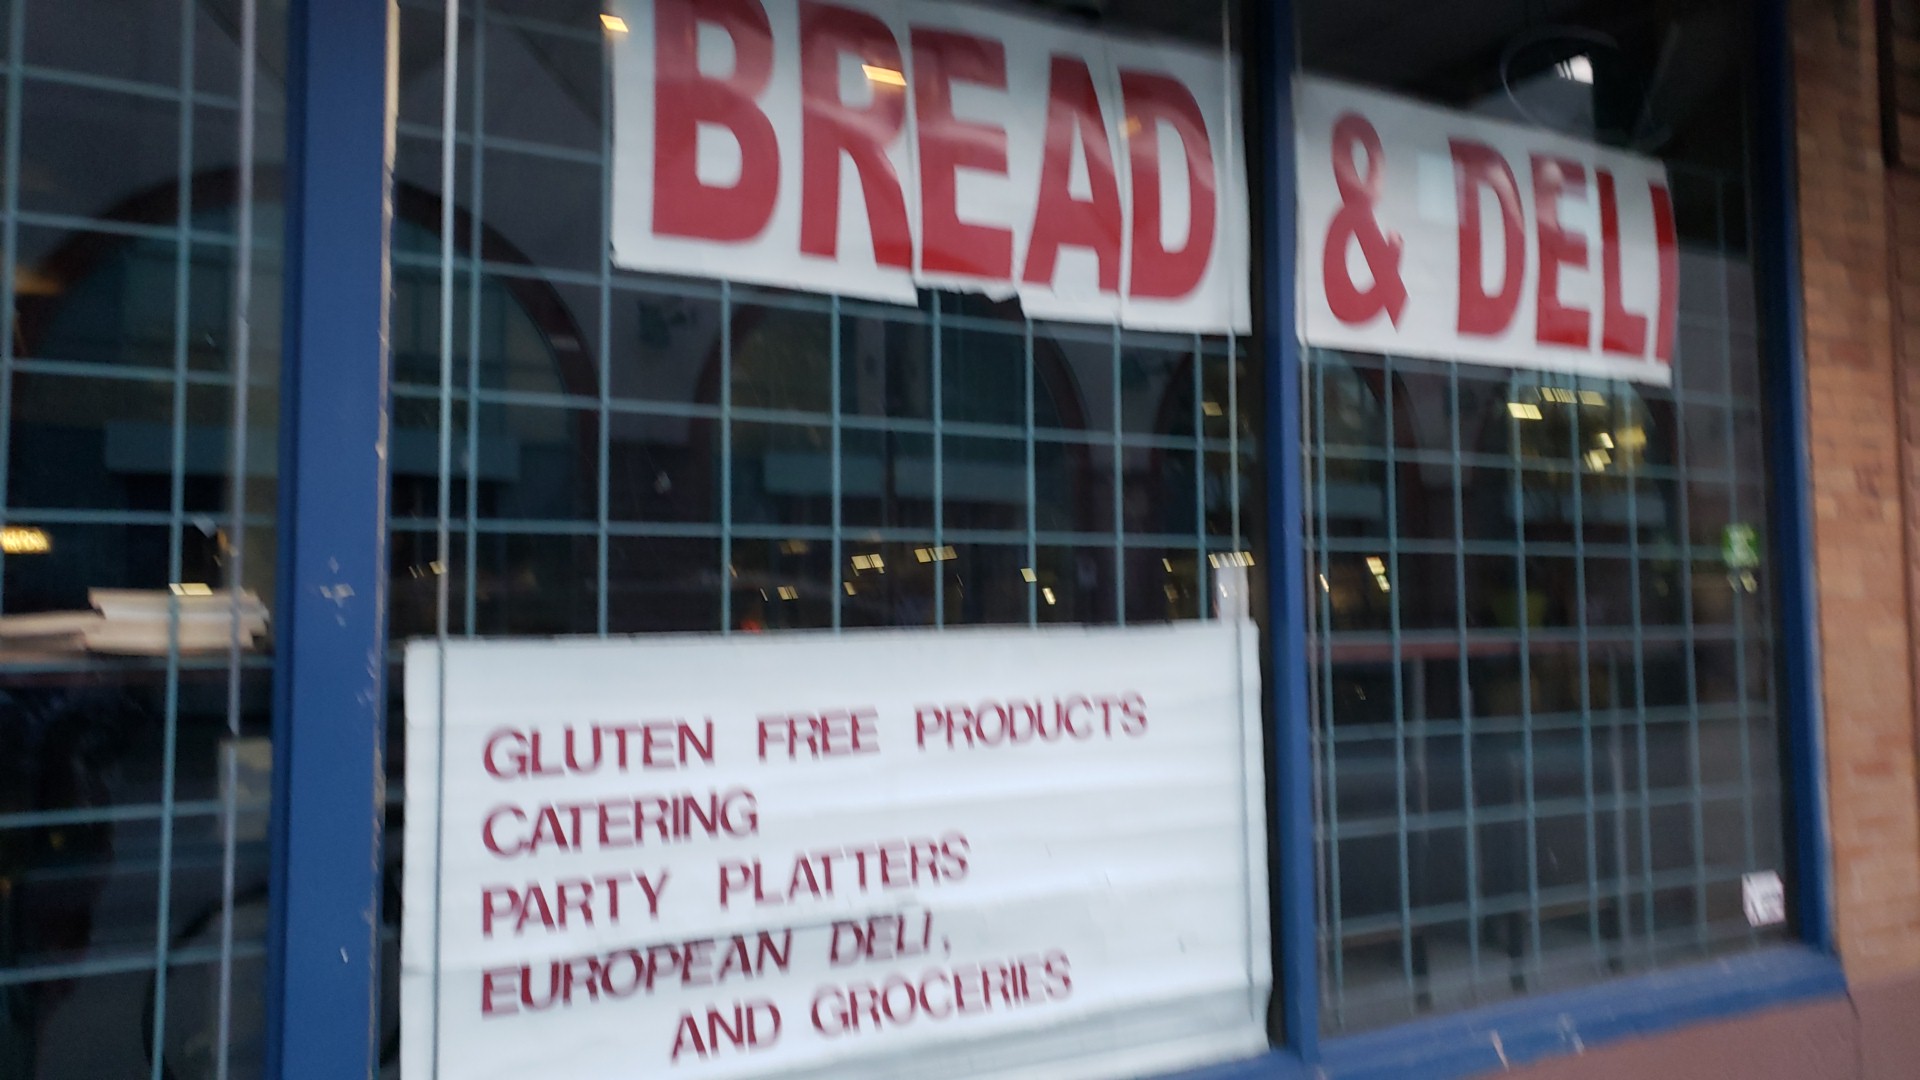 BREAD & DELI
GLUTEN FREE PRODUCTS
CATERING
PARTY PLATTERS
EUROPEAN DELI,
AND GROCERIES